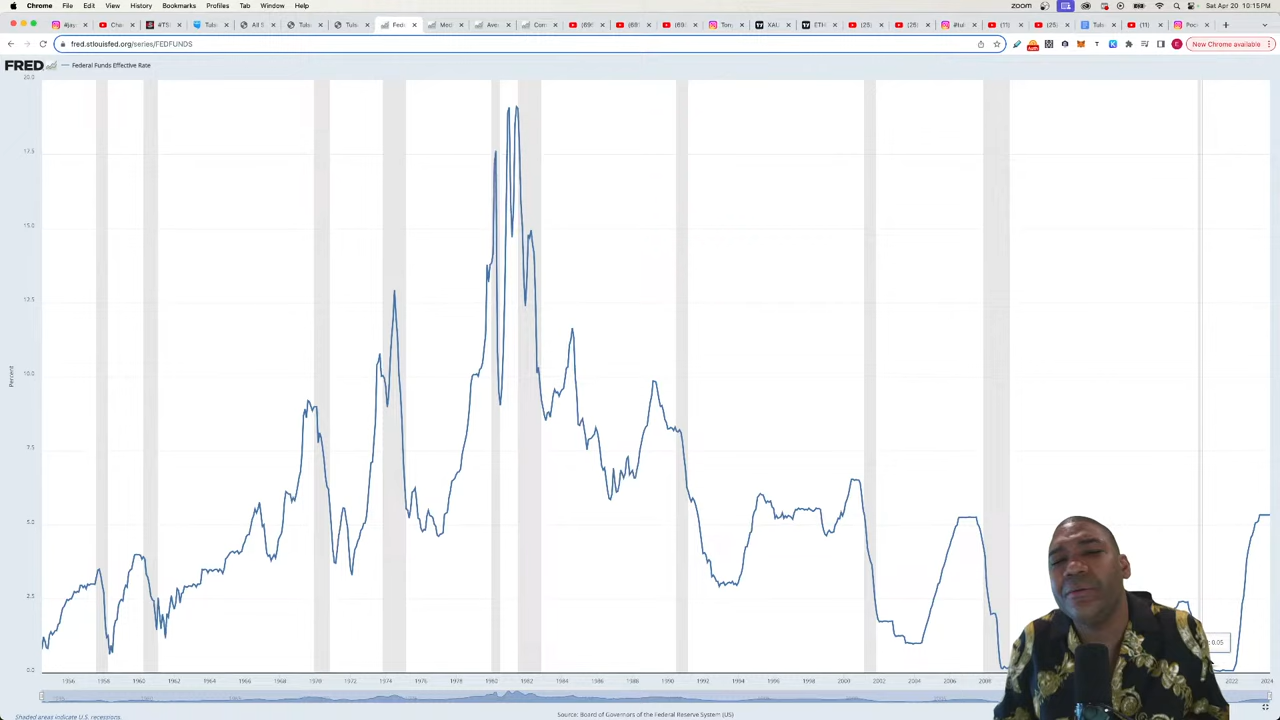 Chrome File Edit View History Bookmarks Profiles Tab Window Help zoom Sat Apr 20 10:15 PM
fred.stlouisfed.org/series/FEDFUNDS New Chrome available
FRED Federal Funds Effective Rate
20.0
17.5
15.0
12.5
10.0
7.5
5.0
2.5
0.0
Percent
: 0.05
1956 1958 1960 1962 1964 1966 1968 1970 1972 1974 1976 1978 1980 1982 1984 1986 1988 1990 1992 1994 1996 1998 2000 2002 2004 2006 2008 2022 2024
Shaded areas indicate U.S. recessions. Source: Board of Governors of the Federal Reserve System (US)